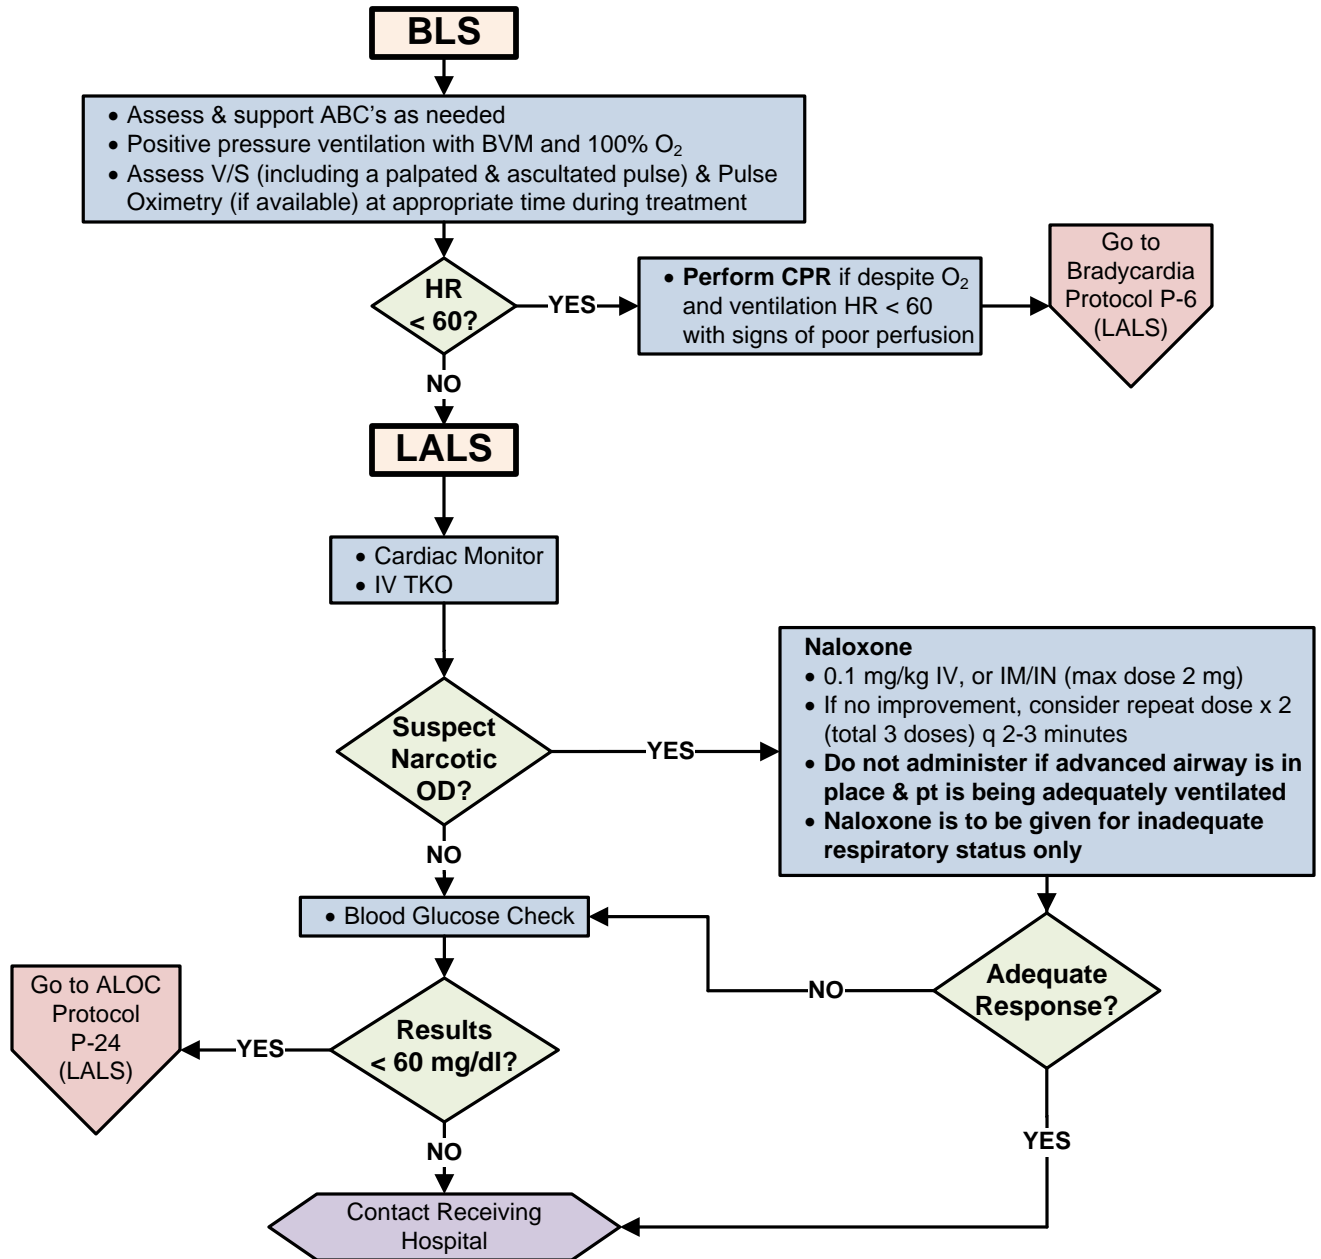 BLS
• Assess & support ABC’s as needed
• Positive pressure ventilation with BVM and 100% O₂
• Assess V/S (including a palpated & ascultated pulse) & Pulse
Oximetry (if available) at appropriate time during treatment
HR
< 60?
YES
• Perform CPR if despite O₂
and ventilation HR < 60
with signs of poor perfusion
Go to
Bradycardia
Protocol P-6
(LALS)
NO
LALS
• Cardiac Monitor
• IV TKO
Suspect
Narcotic
OD?
YES
Naloxone
• 0.1 mg/kg IV, or IM/IN (max dose 2 mg)
• If no improvement, consider repeat dose x 2
(total 3 doses) q 2-3 minutes
• Do not administer if advanced airway is in
place & pt is being adequately ventilated
• Naloxone is to be given for inadequate
respiratory status only
NO
• Blood Glucose Check
Adequate
Response?
NO
Results
< 60 mg/dl?
YES
Go to ALOC
Protocol
P-24
(LALS)
NO
YES
Contact Receiving
Hospital